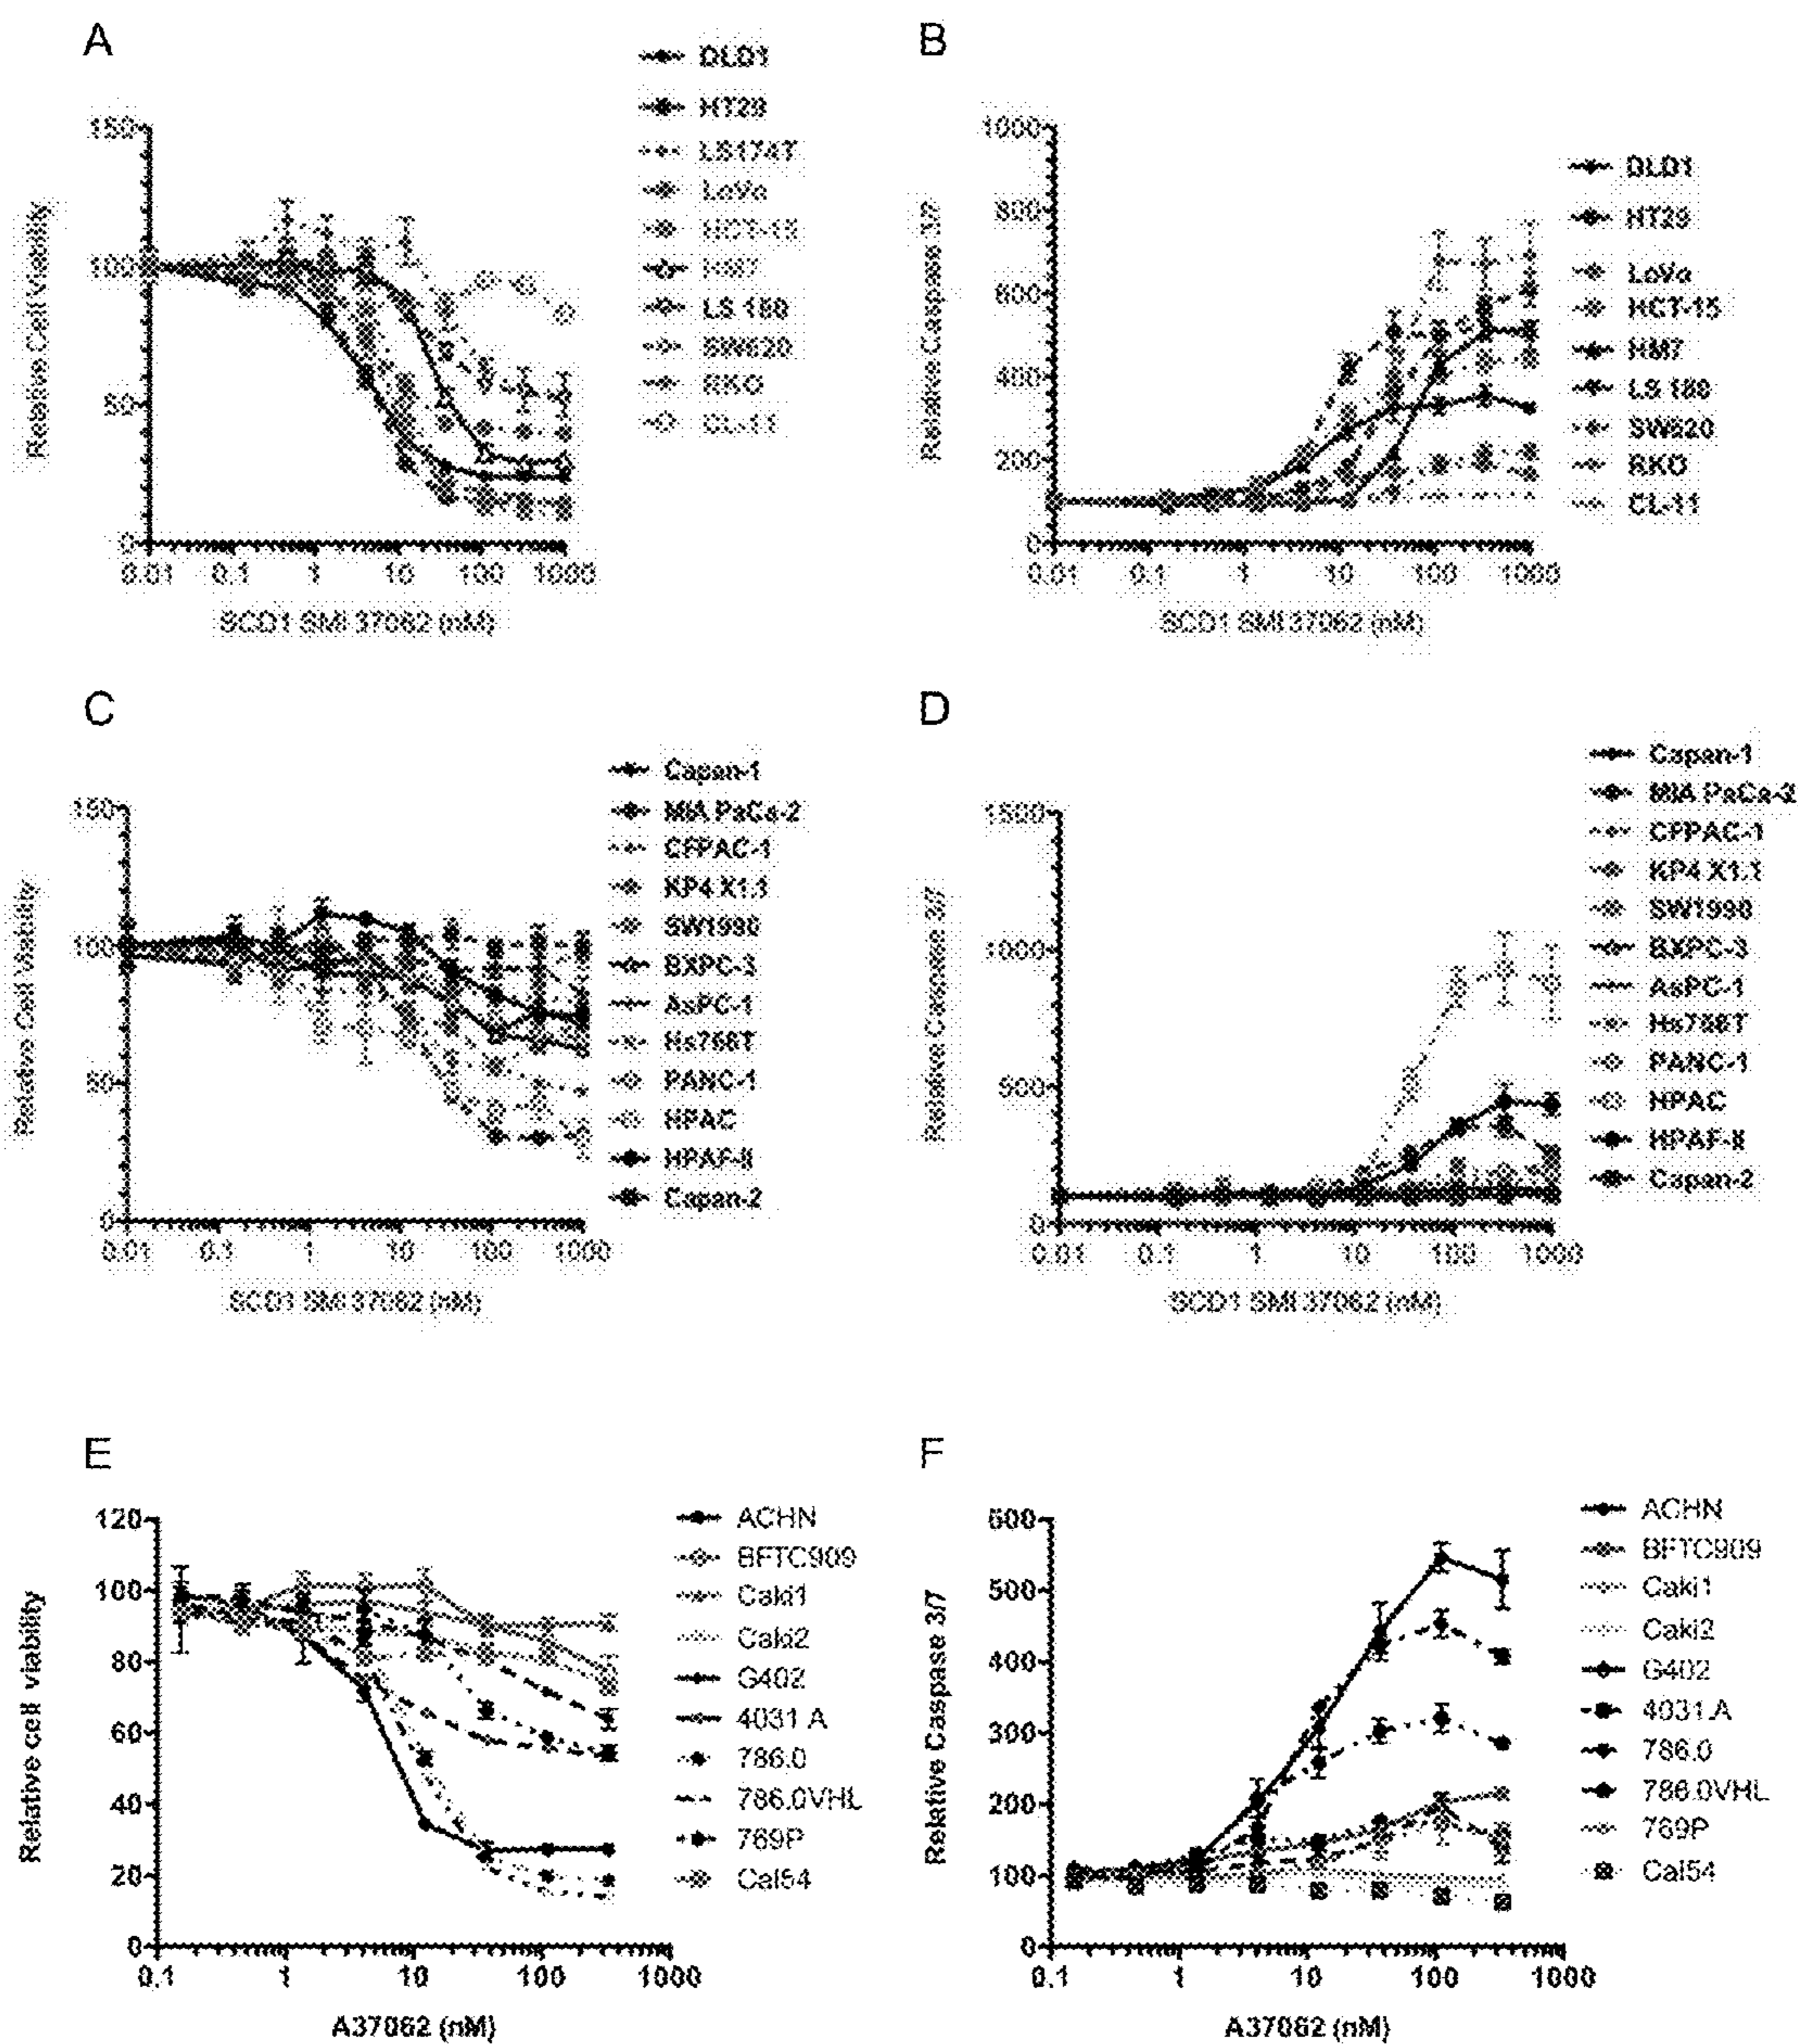 A
150
100
50
0
0.01 0.1 1 10 100 1000
Relative Cell Viability
SCD1 SMI 37062 (nM)
DLD1
HT29
LS174T
LoVo
HCT-15
HM7
LS 180
SW620
RKO
CL-11
B
1000
800
600
400
200
0
0.01 0.1 1 10 100 1000
Relative Caspase 3/7
SCD1 SMI 37062 (nM)
DLD1
HT29
LoVo
HCT-15
HM7
LS 180
SW620
RKO
CL-11
C
150
100
50
0
0.01 0.1 1 10 100 1000
Relative Cell Viability
SCD1 SMI 37062 (nM)
Capan-1
MIA PaCa-2
CFPAC-1
KP4 X1.1
SW1990
BXPC-3
AsPC-1
Hs766T
PANC-1
HPAC
HPAF-II
Capan-2
D
1500
1000
500
0
0.01 0.1 1 10 100 1000
Relative Caspase 3/7
SCD1 SMI 37062 (nM)
Capan-1
MIA PaCa-2
CFPAC-1
KP4 X1.1
SW1990
BXPC-3
AsPC-1
Hs766T
PANC-1
HPAC
HPAF-II
Capan-2
E
120
100
80
60
40
20
0
0.1 1 10 100 1000
Relative cell viability
A37062 (nM)
ACHN
BFTC909
Caki1
Caki2
G402
4031 A
786.0
786.0VHL
769P
Cal54
F
600
500
400
300
200
100
0
0.1 1 10 100 1000
Relative Caspase 3/7
A37062 (nM)
ACHN
BFTC909
Caki1
Caki2
G402
4031.A
786.0
786.0VHL
769P
Cal54